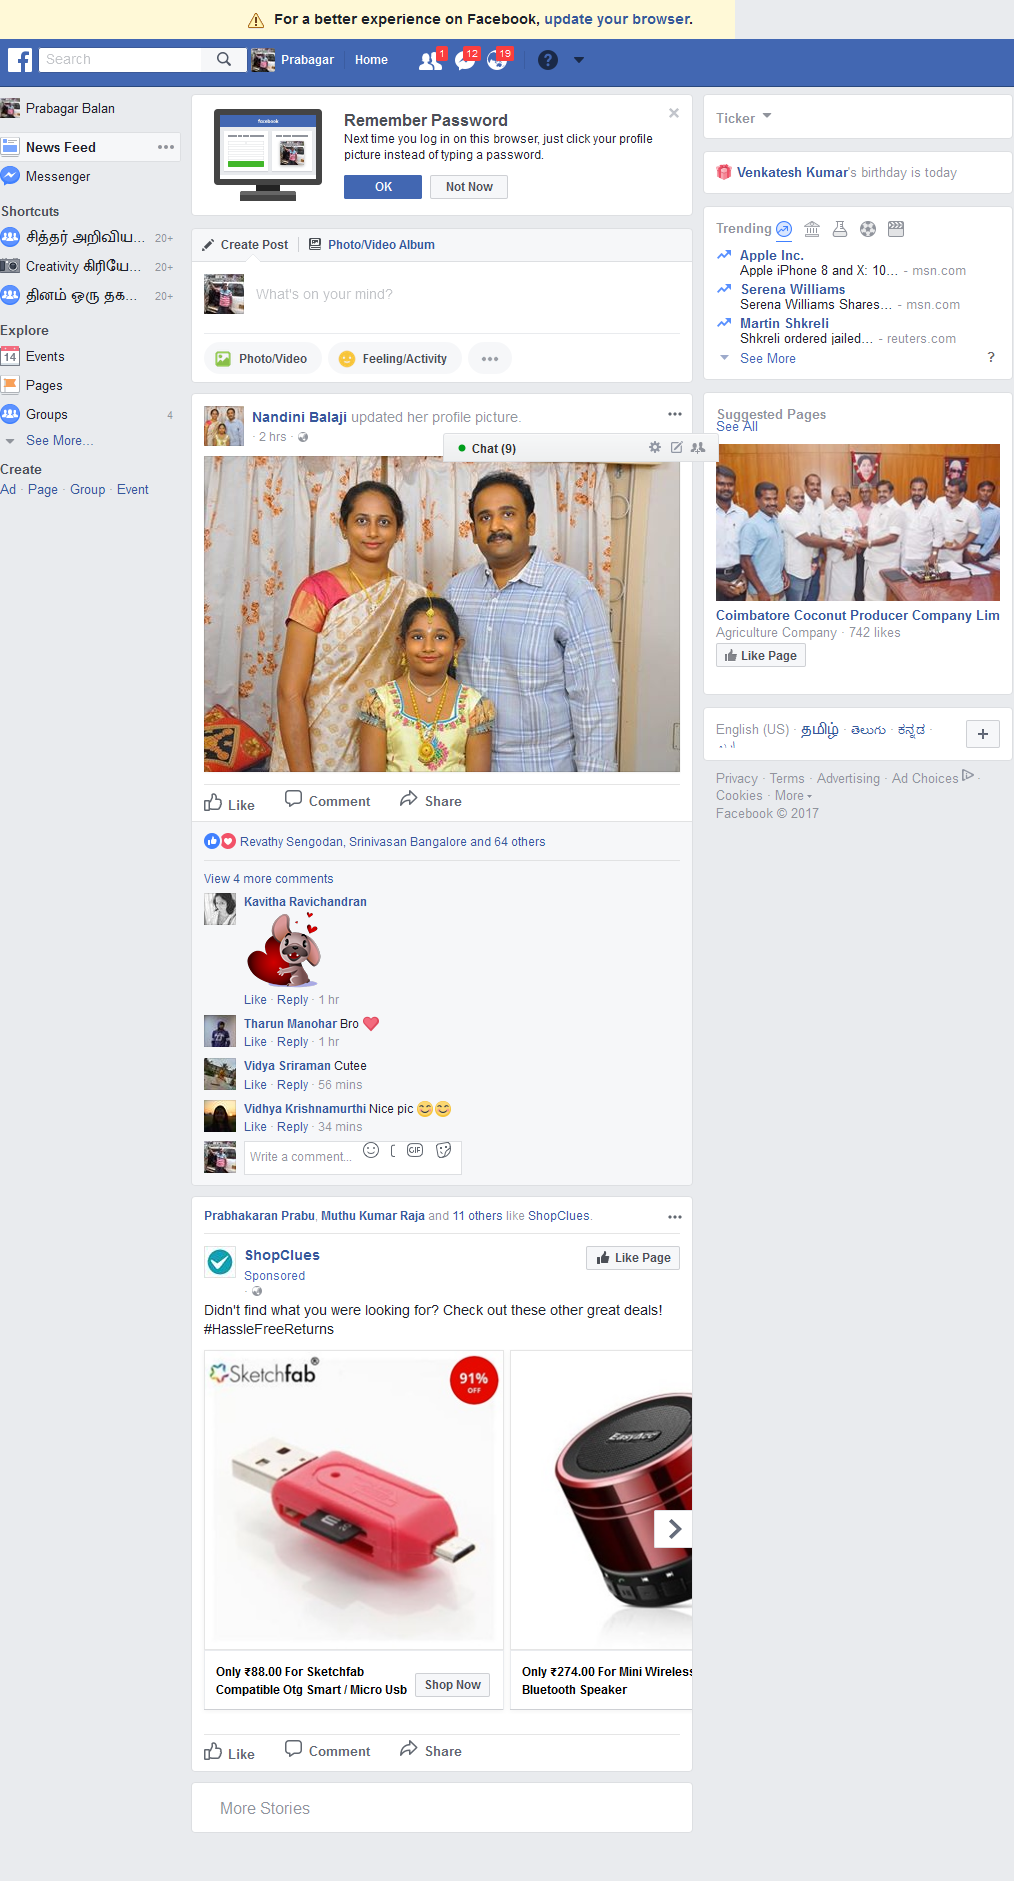 For a better experience on Facebook, update your browser.
Search
Prabagar
Home
1
12
19
Prabagar Balan
News Feed
Messenger
Shortcuts
சித்தர் அறிவிய... 20+
Creativity கிரியே... 20+
தினம் ஒரு தக... 20+
Explore
14 Events
Pages
Groups 4
See More...
Create
Ad · Page · Group · Event
facebook
Remember Password
Next time you log in on this browser, just click your profile
picture instead of typing a password.
OK
Not Now
Create Post
Photo/Video Album
What's on your mind?
Photo/Video
Feeling/Activity
Nandini Balaji updated her profile picture.
2 hrs ·
Chat (9)
Like
Comment
Share
Revathy Sengodan, Srinivasan Bangalore and 64 others
View 4 more comments
Kavitha Ravichandran
Like · Reply · 1 hr
Tharun Manohar Bro
Like · Reply · 1 hr
Vidya Sriraman Cutee
Like · Reply · 56 mins
Vidhya Krishnamurthi Nice pic 😊😊
Like · Reply · 34 mins
Write a comment...
GIF
Prabhakaran Prabu, Muthu Kumar Raja and 11 others like ShopClues.
ShopClues
Like Page
Sponsored
Didn't find what you were looking for? Check out these other great deals!
#HassleFreeReturns
Sketchfab®
91%
OFF
EasyAcc
Only ₹88.00 For Sketchfab
Compatible Otg Smart / Micro Usb
Shop Now
Only ₹274.00 For Mini Wireless
Bluetooth Speaker
Like
Comment
Share
More Stories
Ticker
Venkatesh Kumar's birthday is today
Trending
Apple Inc.
Apple iPhone 8 and X: 10... - msn.com
Serena Williams
Serena Williams Shares... - msn.com
Martin Shkreli
Shkreli ordered jailed... - reuters.com
See More
?
Suggested Pages
See All
Coimbatore Coconut Producer Company Lim
Agriculture Company · 742 likes
Like Page
English (US) · தமிழ் · తెలుగు · ಕನ್ನಡ ·
+
Privacy · Terms · Advertising · Ad Choices ·
Cookies · More
Facebook © 2017